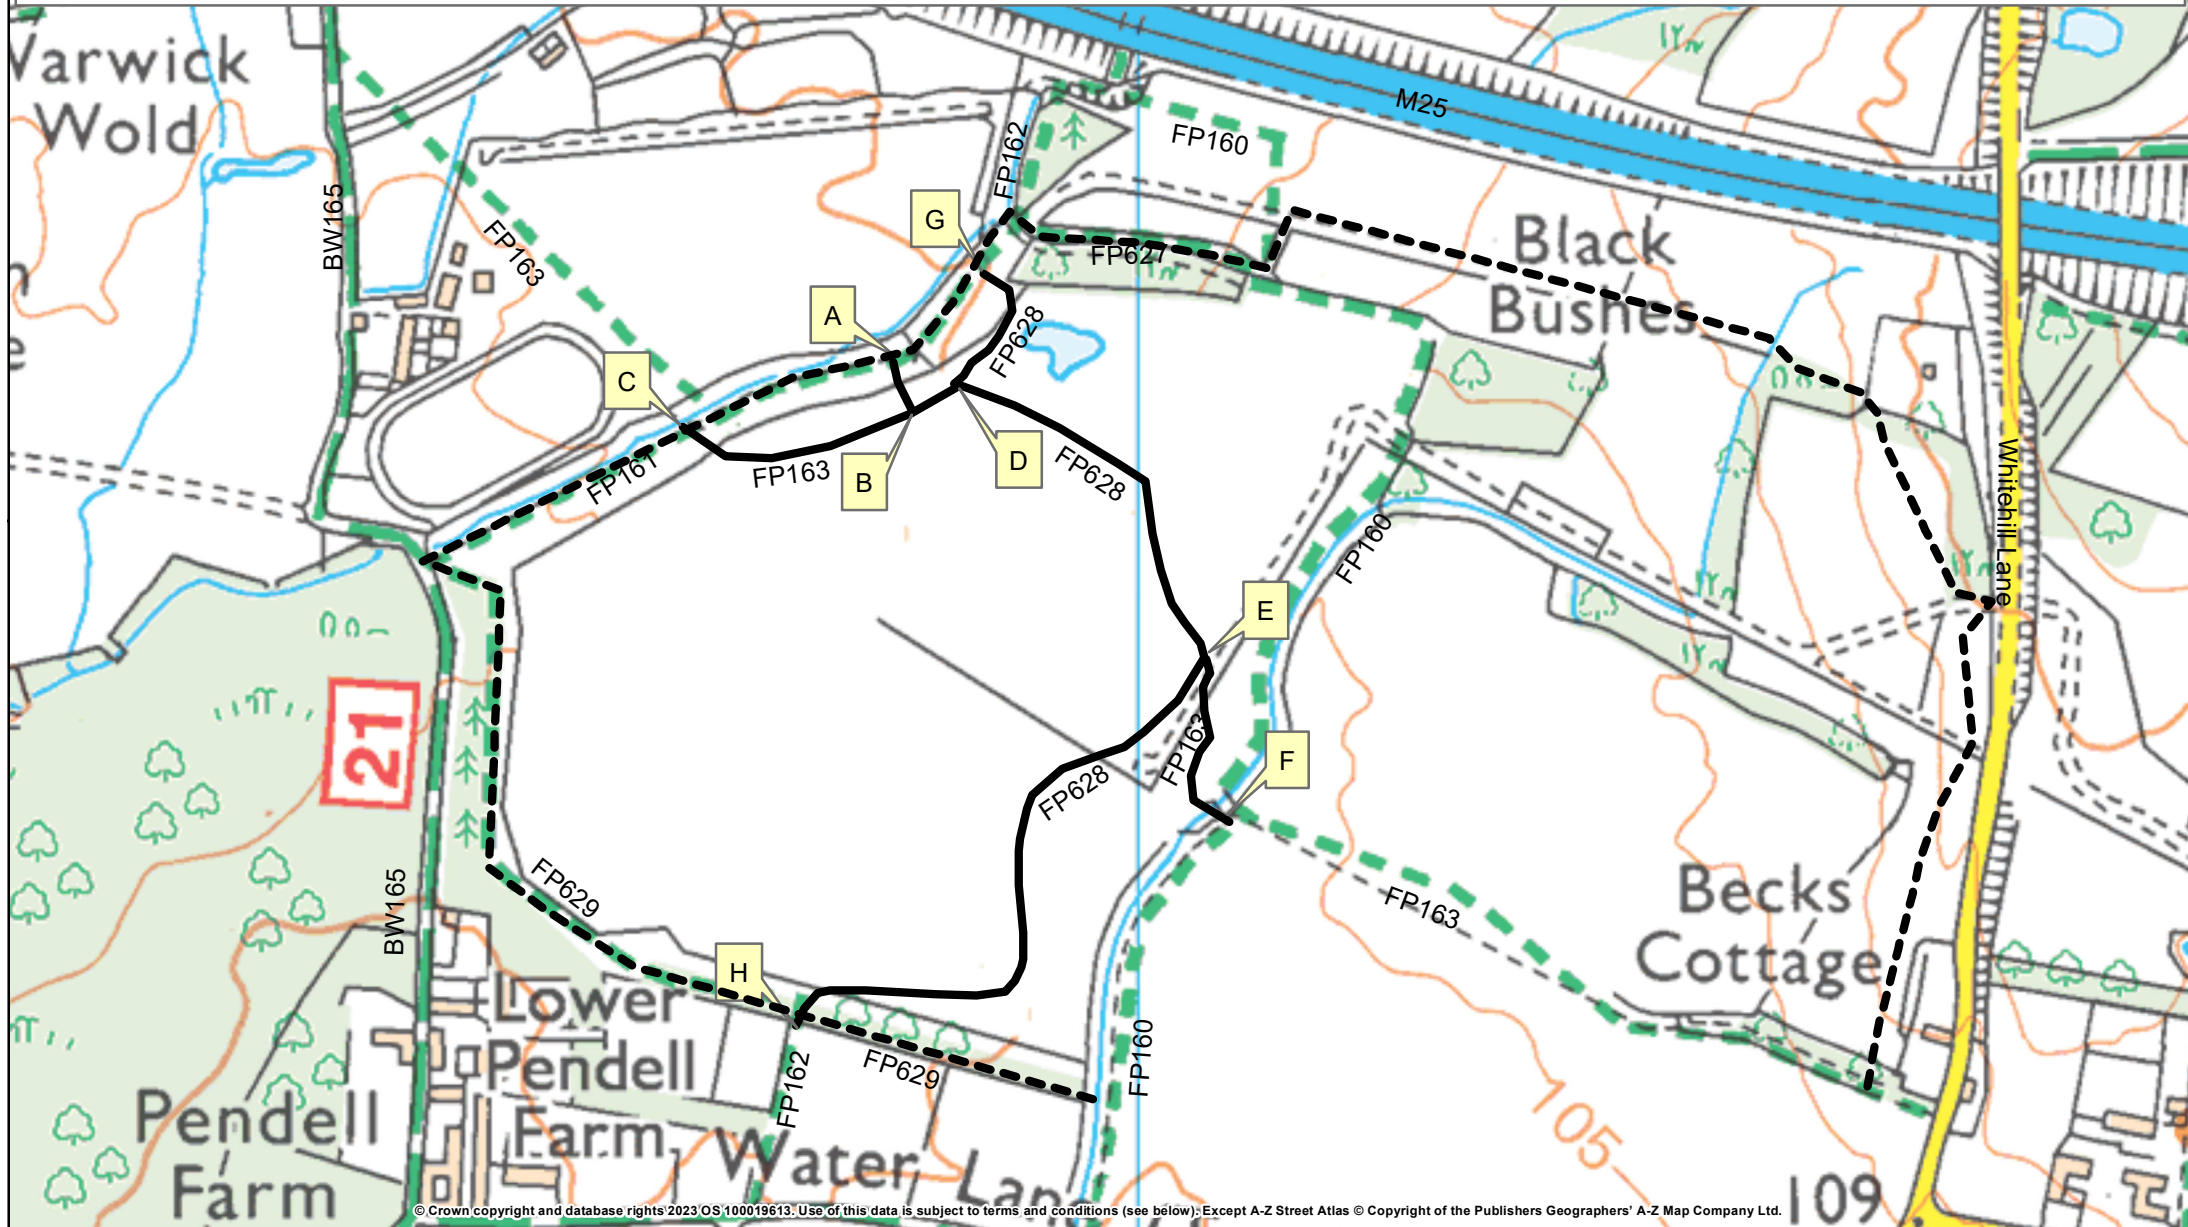 M25
Warwick
Wold
FP160
FP162
BW165
G
FP163
Black
Bushes
FP627
A
FP628
C
D
FP161
FP163
B
FP628
Whitehill Lane
FP160
E
21
FP163
F
FP628
FP629
BW165
FP163
Becks
Cottage
H
Lower
Pendell
Farm
FP629
FP160
FP162
105
Pendell
Farm
Water Lane
109
© Crown copyright and database rights 2023 OS 100019613. Use of this data is subject to terms and conditions (see below). Except A-Z Street Atlas © Copyright of the Publishers Geographers' A-Z Map Company Ltd.